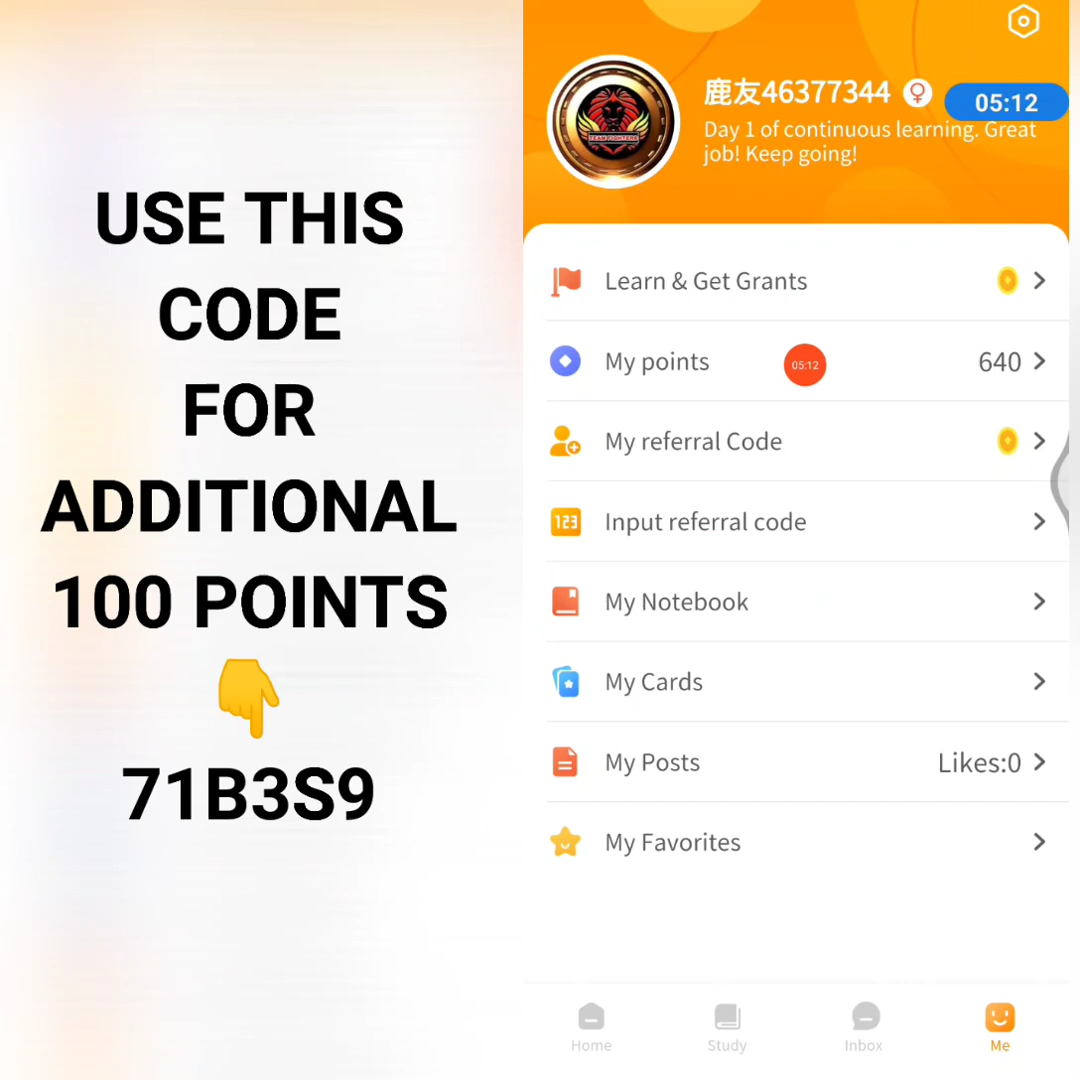 USE THIS
CODE
FOR
ADDITIONAL
100 POINTS
👇
71B3S9
鹿友46377344
05:12
Day 1 of continuous learning. Great
job! Keep going!
TEAM FIGHTERS
Learn & Get Grants
My points
05:12
640
My referral Code
123
Input referral code
My Notebook
My Cards
My Posts
Likes:0
My Favorites
Home
Study
Inbox
Me